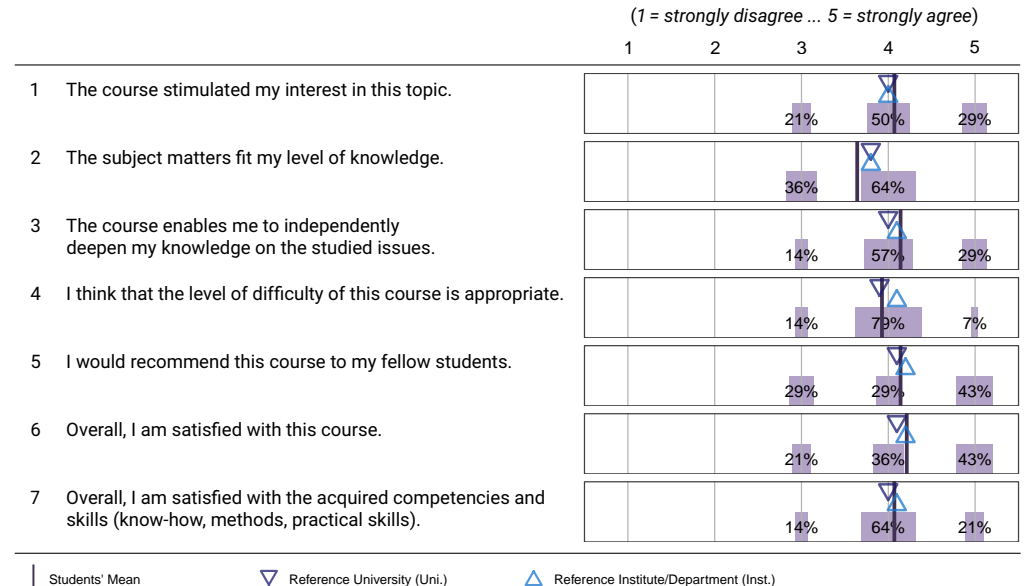 (1 = strongly disagree ... 5 = strongly agree)
1 2 3 4 5
1 The course stimulated my interest in this topic.
21% 50% 29%
2 The subject matters fit my level of knowledge.
36% 64%
3 The course enables me to independently
deepen my knowledge on the studied issues.
14% 57% 29%
4 I think that the level of difficulty of this course is appropriate.
14% 79% 7%
5 I would recommend this course to my fellow students.
29% 29% 43%
6 Overall, I am satisfied with this course.
21% 36% 43%
7 Overall, I am satisfied with the acquired competencies and
skills (know-how, methods, practical skills).
14% 64% 21%
Students' Mean Reference University (Uni.) Reference Institute/Department (Inst.)